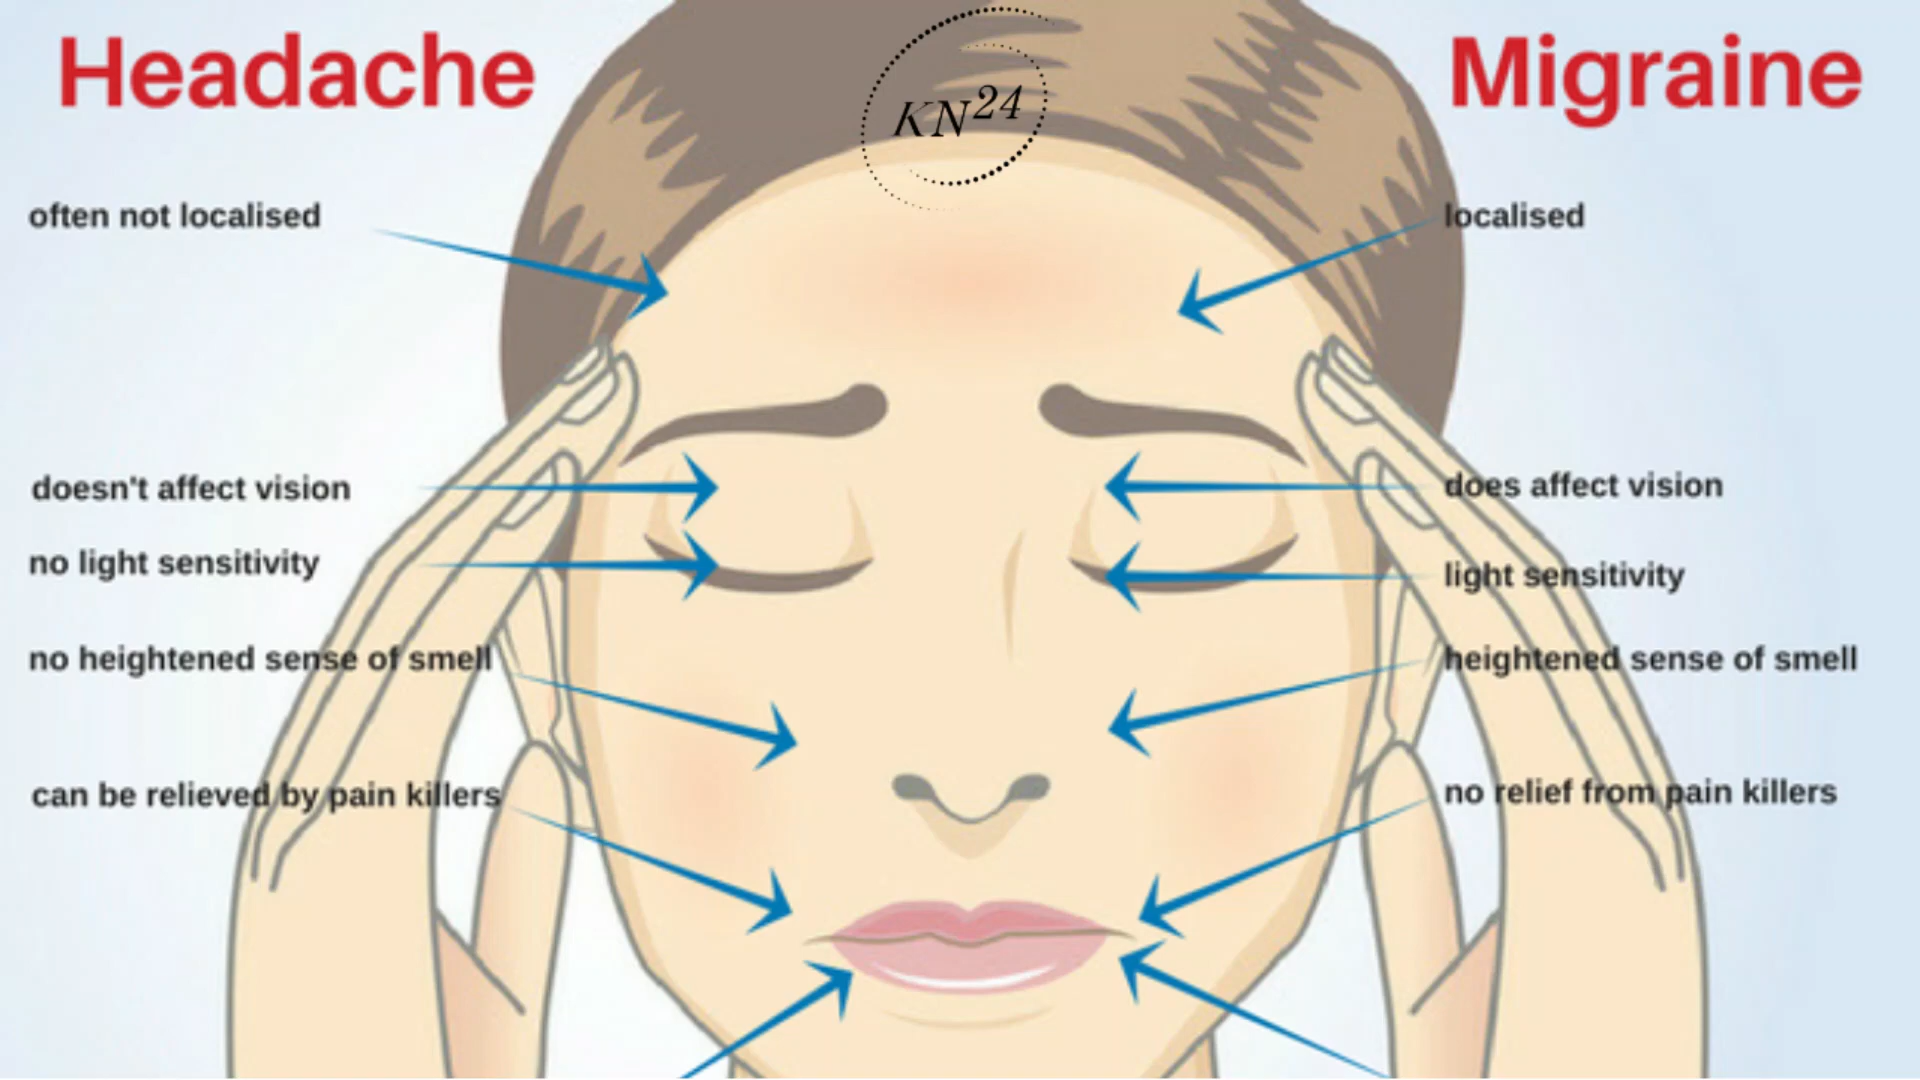 Headache
Migraine
KN24
often not localised
localised
doesn't affect vision
does affect vision
no light sensitivity
light sensitivity
no heightened sense of smell
heightened sense of smell
can be relieved by pain killers
no relief from pain killers